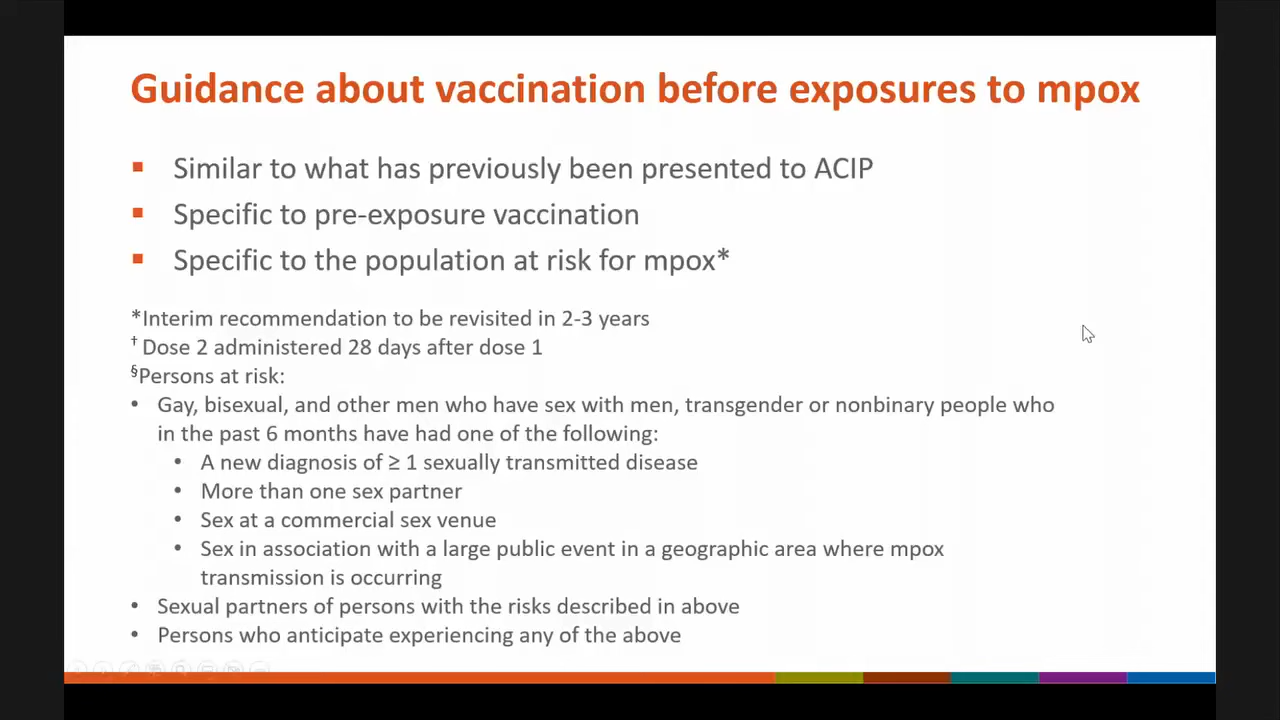 Guidance about vaccination before exposures to mpox
▪ Similar to what has previously been presented to ACIP
▪ Specific to pre-exposure vaccination
▪ Specific to the population at risk for mpox*
*Interim recommendation to be revisited in 2-3 years
† Dose 2 administered 28 days after dose 1
§Persons at risk:
• Gay, bisexual, and other men who have sex with men, transgender or nonbinary people who
in the past 6 months have had one of the following:
• A new diagnosis of ≥ 1 sexually transmitted disease
• More than one sex partner
• Sex at a commercial sex venue
• Sex in association with a large public event in a geographic area where mpox
transmission is occurring
• Sexual partners of persons with the risks described in above
• Persons who anticipate experiencing any of the above